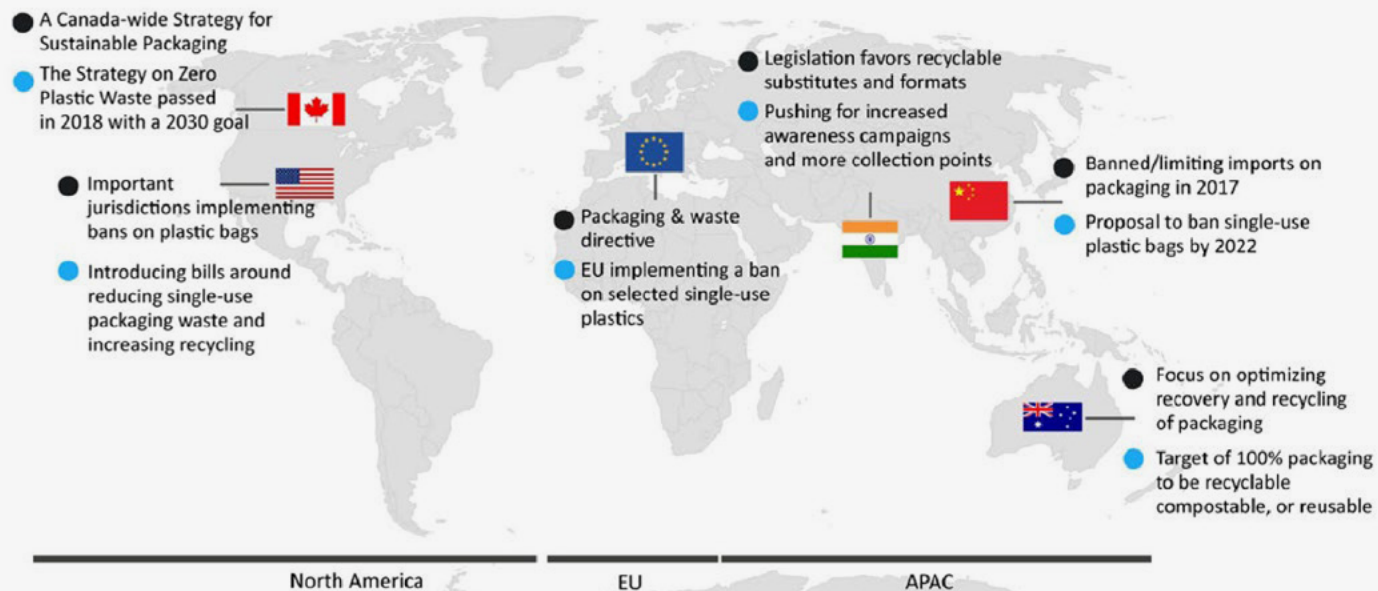 A Canada-wide Strategy for
Sustainable Packaging
The Strategy on Zero
Plastic Waste passed
in 2018 with a 2030 goal
Important
jurisdictions implementing
bans on plastic bags
Introducing bills around
reducing single-use
packaging waste and
increasing recycling
Packaging & waste
directive
EU implementing a ban
on selected single-use
plastics
Legislation favors recyclable
substitutes and formats
Pushing for increased
awareness campaigns
and more collection points
Banned/limiting imports on
packaging in 2017
Proposal to ban single-use
plastic bags by 2022
Focus on optimizing
recovery and recycling
of packaging
Target of 100% packaging
to be recyclable
compostable, or reusable
North America
EU
APAC